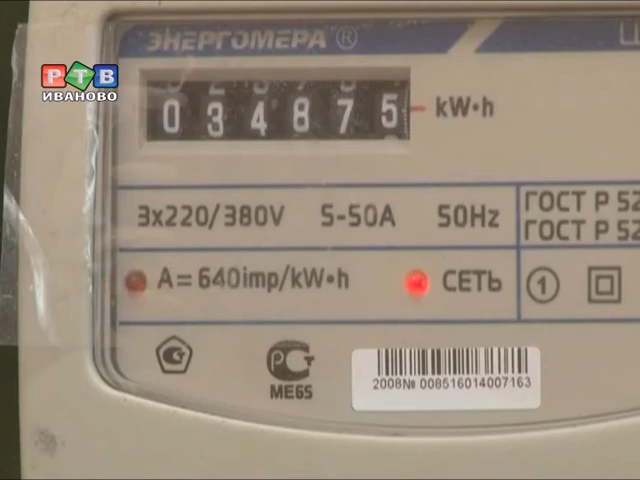 ЭНЕРГОМЕРА®
РТВ
ИВАНОВО
034875 kW•h
3x220/380V 5-50A 50Hz
ГОСТ Р 52
ГОСТ Р 52
A=640imp/kW•h СЕТЬ 1
РСТ
МЕ65
2008№ 008516014007163